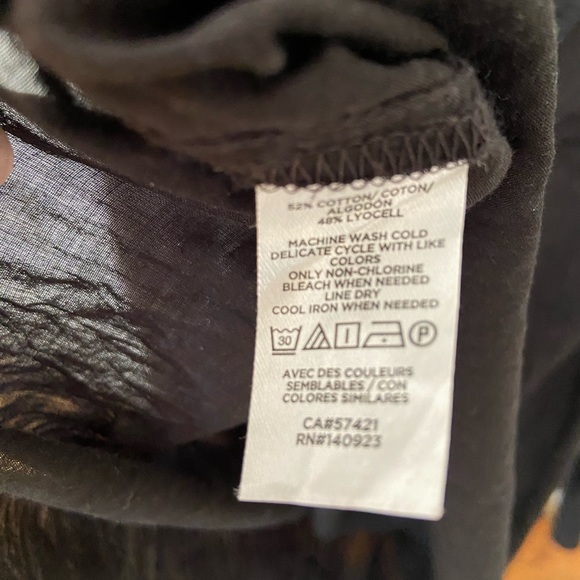 52% COTTON/COTON/
ALGODÓN
48% LYOCELL
MACHINE WASH COLD
DELICATE CYCLE WITH LIKE
COLORS
ONLY NON-CHLORINE
BLEACH WHEN NEEDED
LINE DRY
COOL IRON WHEN NEEDED
30 P
AVEC DES COULEURS
SEMBLABLES / CON
COLORES SIMILARES
CA#57421
RN#140923